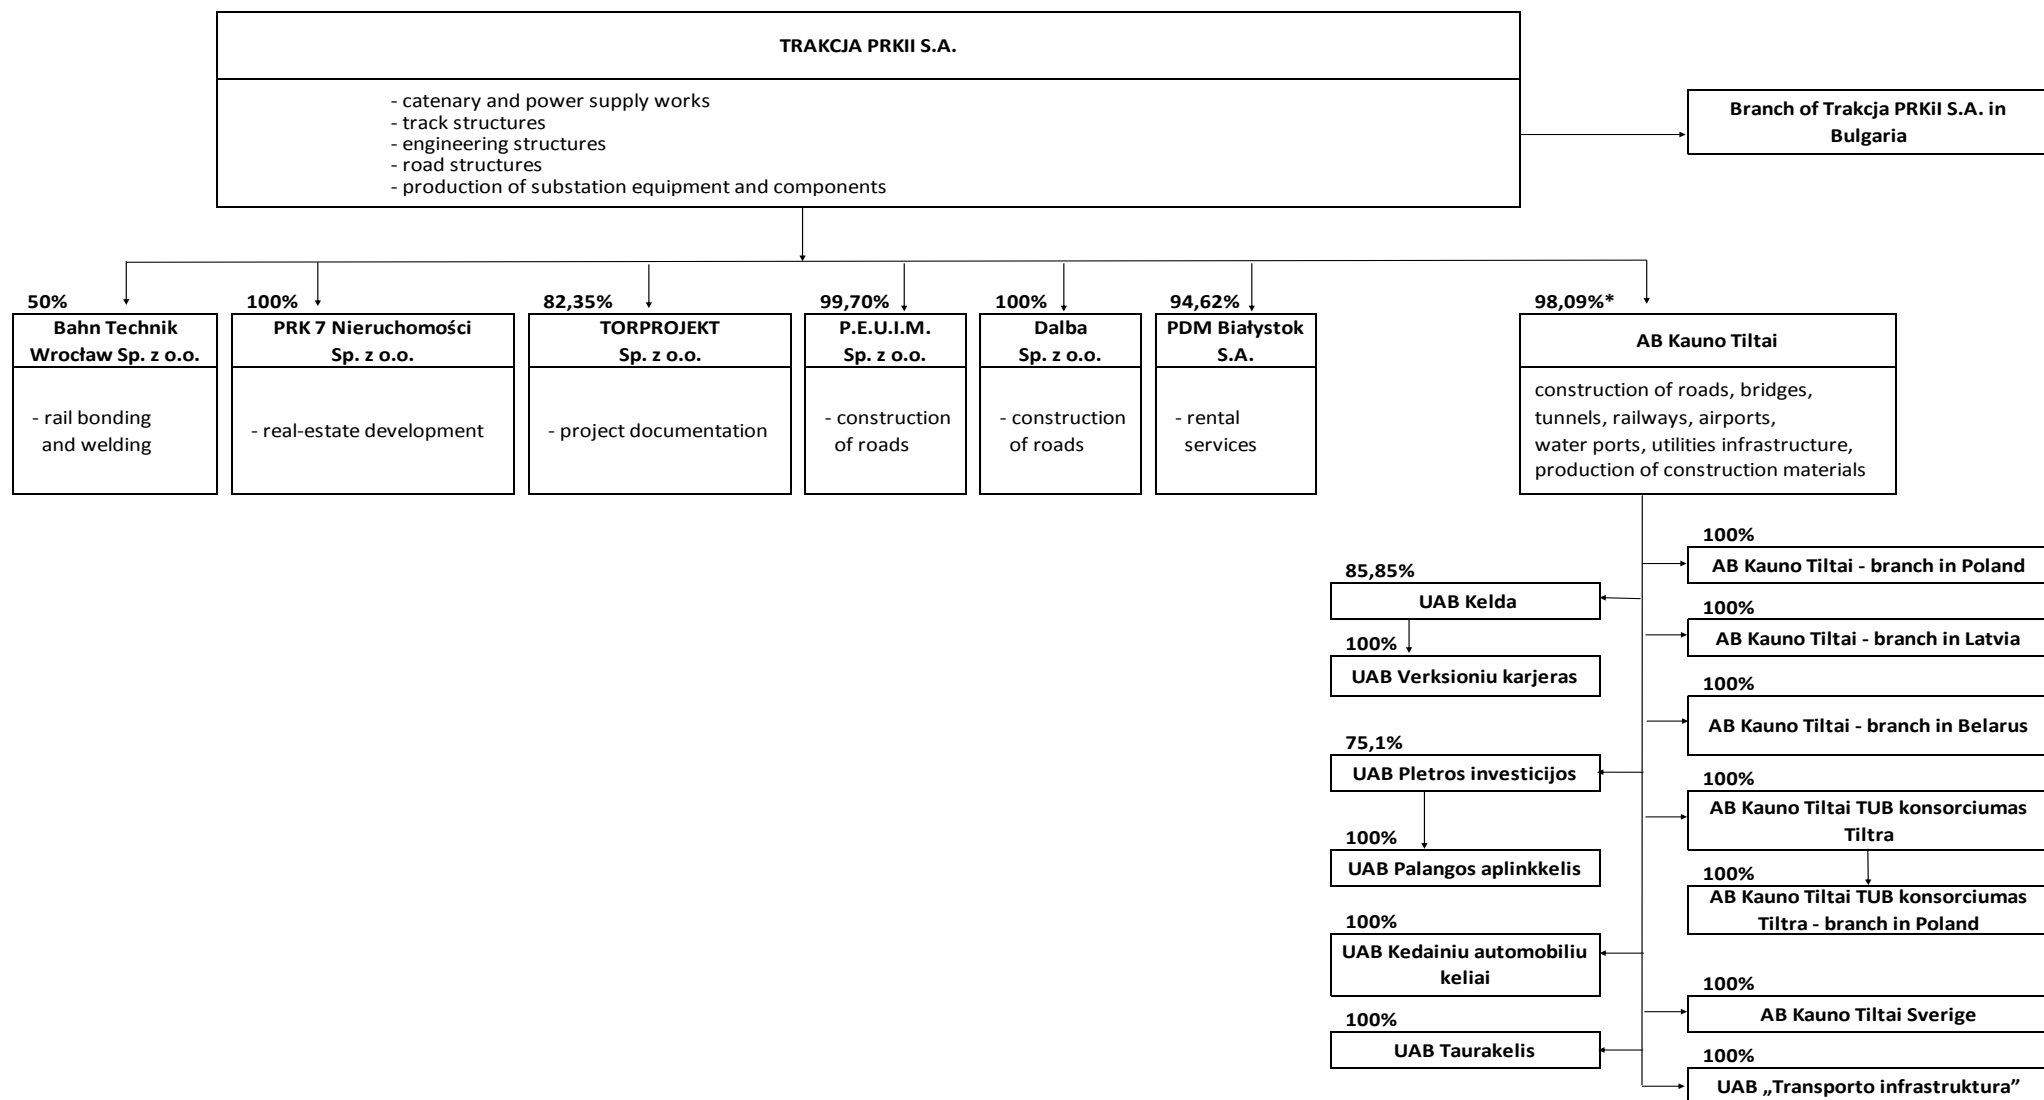 TRAKCJA PRKII S.A.
- catenary and power supply works
- track structures
- engineering structures
- road structures
- production of substation equipment and components
Branch of Trakcja PRKiI S.A. in
Bulgaria
50%
Bahn Technik
Wrocław Sp. z o.o.
- rail bonding
and welding
100%
PRK 7 Nieruchomości
Sp. z o.o.
- real-estate development
82,35%
TORPROJEKT
Sp. z o.o.
- project documentation
99,70%
P.E.U.I.M.
Sp. z o.o.
- construction
of roads
100%
Dalba
Sp. z o.o.
- construction
of roads
94,62%
PDM Białystok
S.A.
- rental
services
98,09%*
AB Kauno Tiltai
construction of roads, bridges,
tunnels, railways, airports,
water ports, utilities infrastructure,
production of construction materials
85,85%
UAB Kelda
100%
UAB Verksioniu karjeras
75,1%
UAB Pletros investicijos
100%
UAB Palangos aplinkkelis
100%
UAB Kedainiu automobiliu
keliai
100%
UAB Taurakelis
100%
AB Kauno Tiltai - branch in Poland
100%
AB Kauno Tiltai - branch in Latvia
100%
AB Kauno Tiltai - branch in Belarus
100%
AB Kauno Tiltai TUB konsorciumas
Tiltra
100%
AB Kauno Tiltai TUB konsorciumas
Tiltra - branch in Poland
100%
AB Kauno Tiltai Sverige
100%
UAB „Transporto infrastruktura”